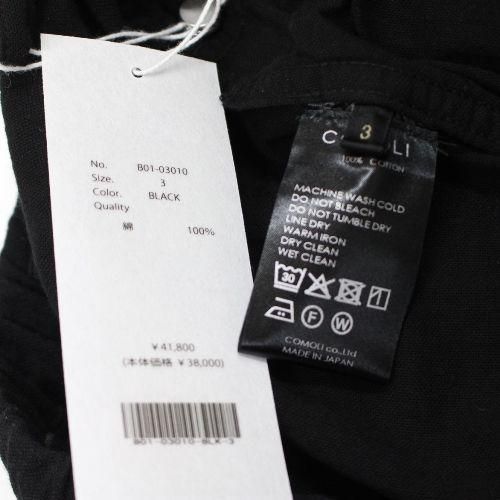 No. B01-03010
Size. 3
Color. BLACK
Quality
綿 100%
¥41,800
(本体価格 ¥38,000)
B01-03010-BLK-3
3
COMOLI
100% COTTON
MACHINE WASH COLD
DO NOT BLEACH
DO NOT TUMBLE DRY
LINE DRY
WARM IRON
DRY CLEAN
WET CLEAN
30
F W
COMOLI co.,Ltd
MADE IN JAPAN